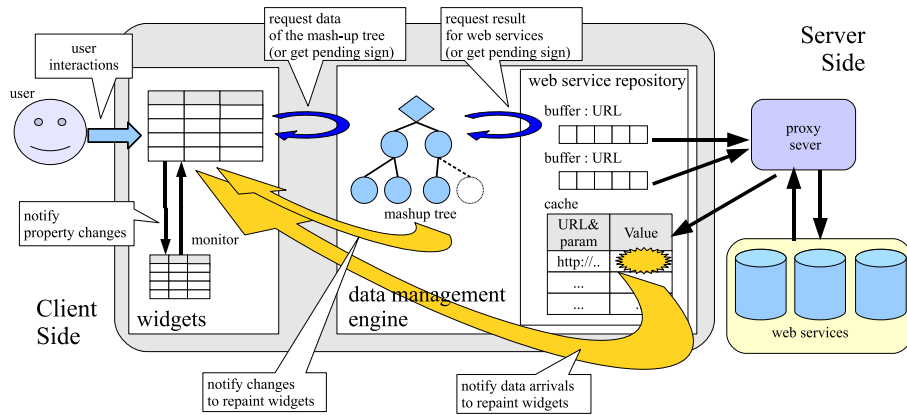 request data
of the mash-up tree
(or get pending sign)
request result
for web services
(or get pending sign)
Server
Side
user
interactions
user
web service repository
buffer : URL
buffer : URL
proxy
sever
mashup tree
cache
URL&
param
Value
http://..
...
...
..
notify
property changes
monitor
Client
Side
widgets
data management
engine
web services
notify changes
to repaint widgets
notify data arrivals
to repaint widgets